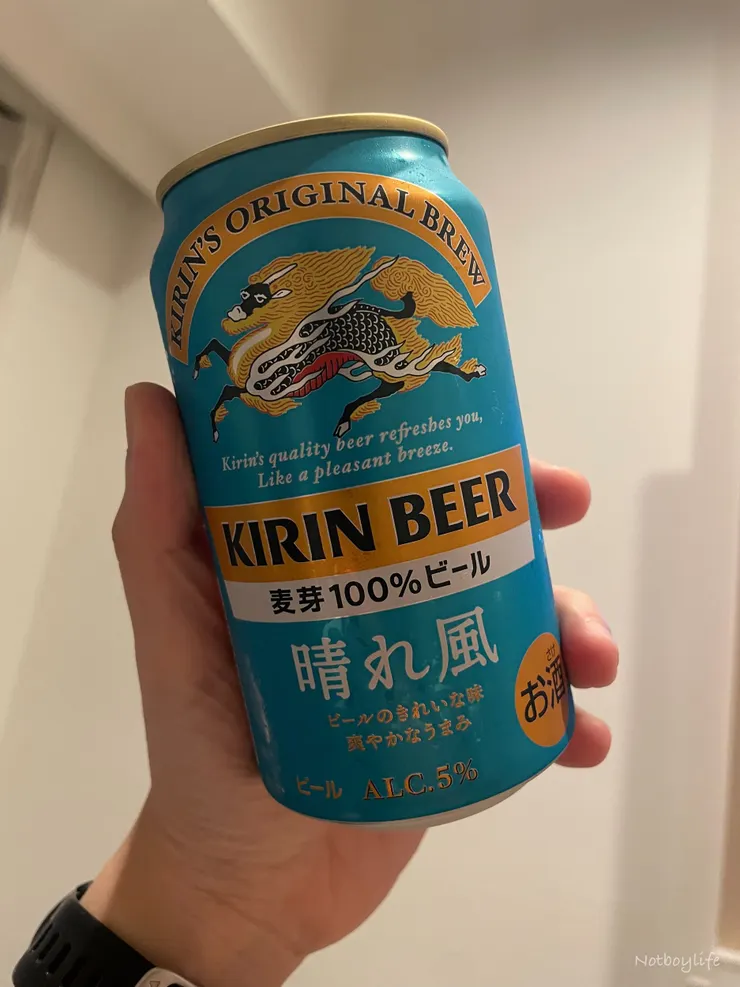 KIRIN'S ORIGINAL BREW
Kirin's quality beer refreshes you,
Like a pleasant breeze.
KIRIN BEER
麦芽100%ビール
晴れ風
ビールのきれいな味
爽やかなうまみ
さけ
お酒
ビール ALC.5%
Notboylife